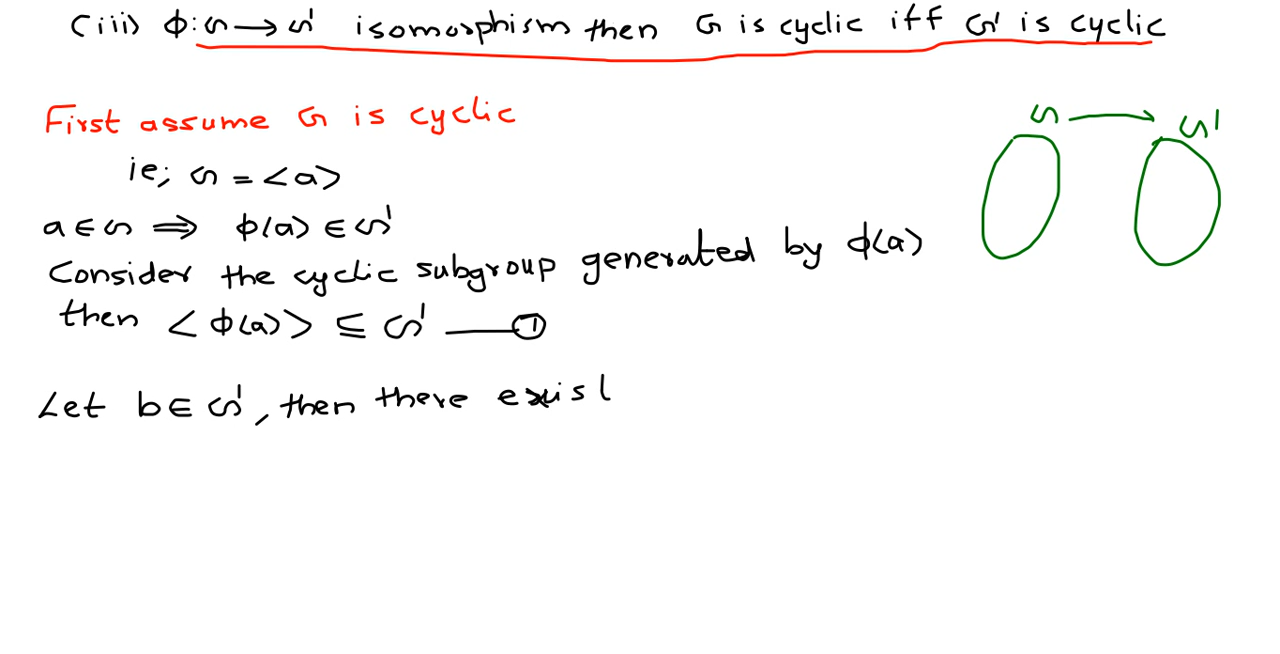 (iii) φ: G → G' isomorphism then G is cyclic iff G' is cyclic
First assume G is cyclic
ie; G = <a>
a ∈ G ⟹ φ(a) ∈ G'
Consider the cyclic subgroup generated by φ(a)
then <φ(a)> ≤ G' —— ①
Let b ∈ G', then there exist
G → G'